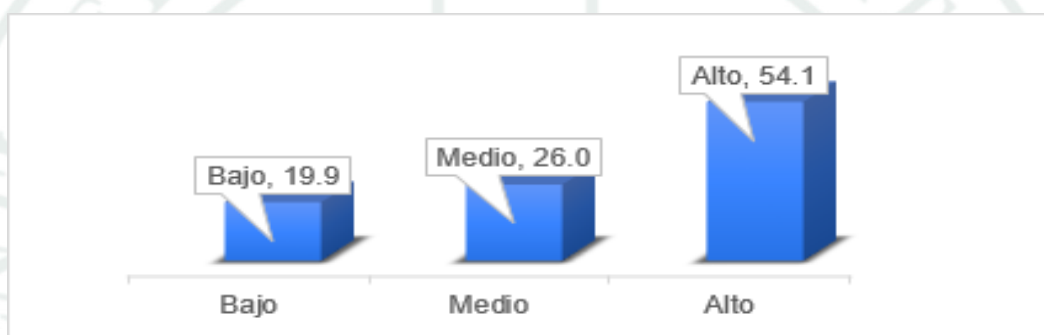 Alto, 54.1
Medio, 26.0
Bajo, 19.9
Bajo
Medio
Alto